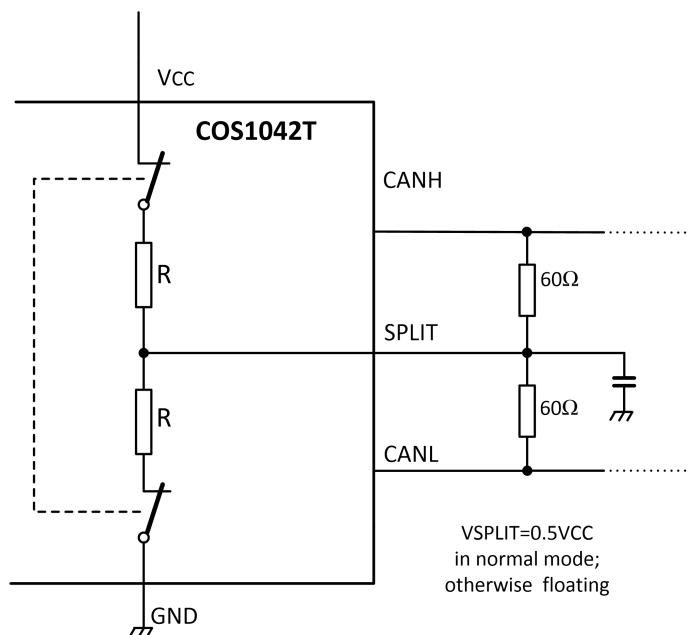 VCC
COS1042T
CANH
R
60Ω
SPLIT
R
60Ω
CANL
VSPLIT=0.5VCC
in normal mode;
otherwise floating
GND